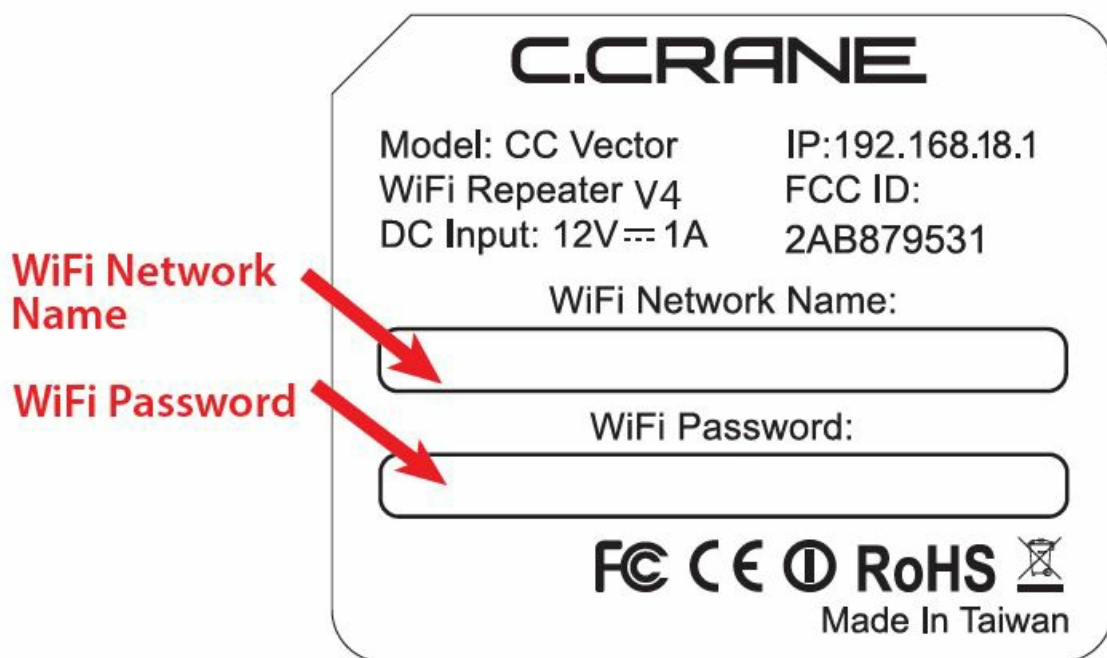 C.CRANE
Model: CC Vector IP:192.168.18.1
WiFi Repeater V4 FCC ID:
DC Input: 12V⎓1A 2AB879531
WiFi Network Name:
WiFi Network
Name
WiFi Password:
WiFi Password
FC CE RoHS
Made In Taiwan